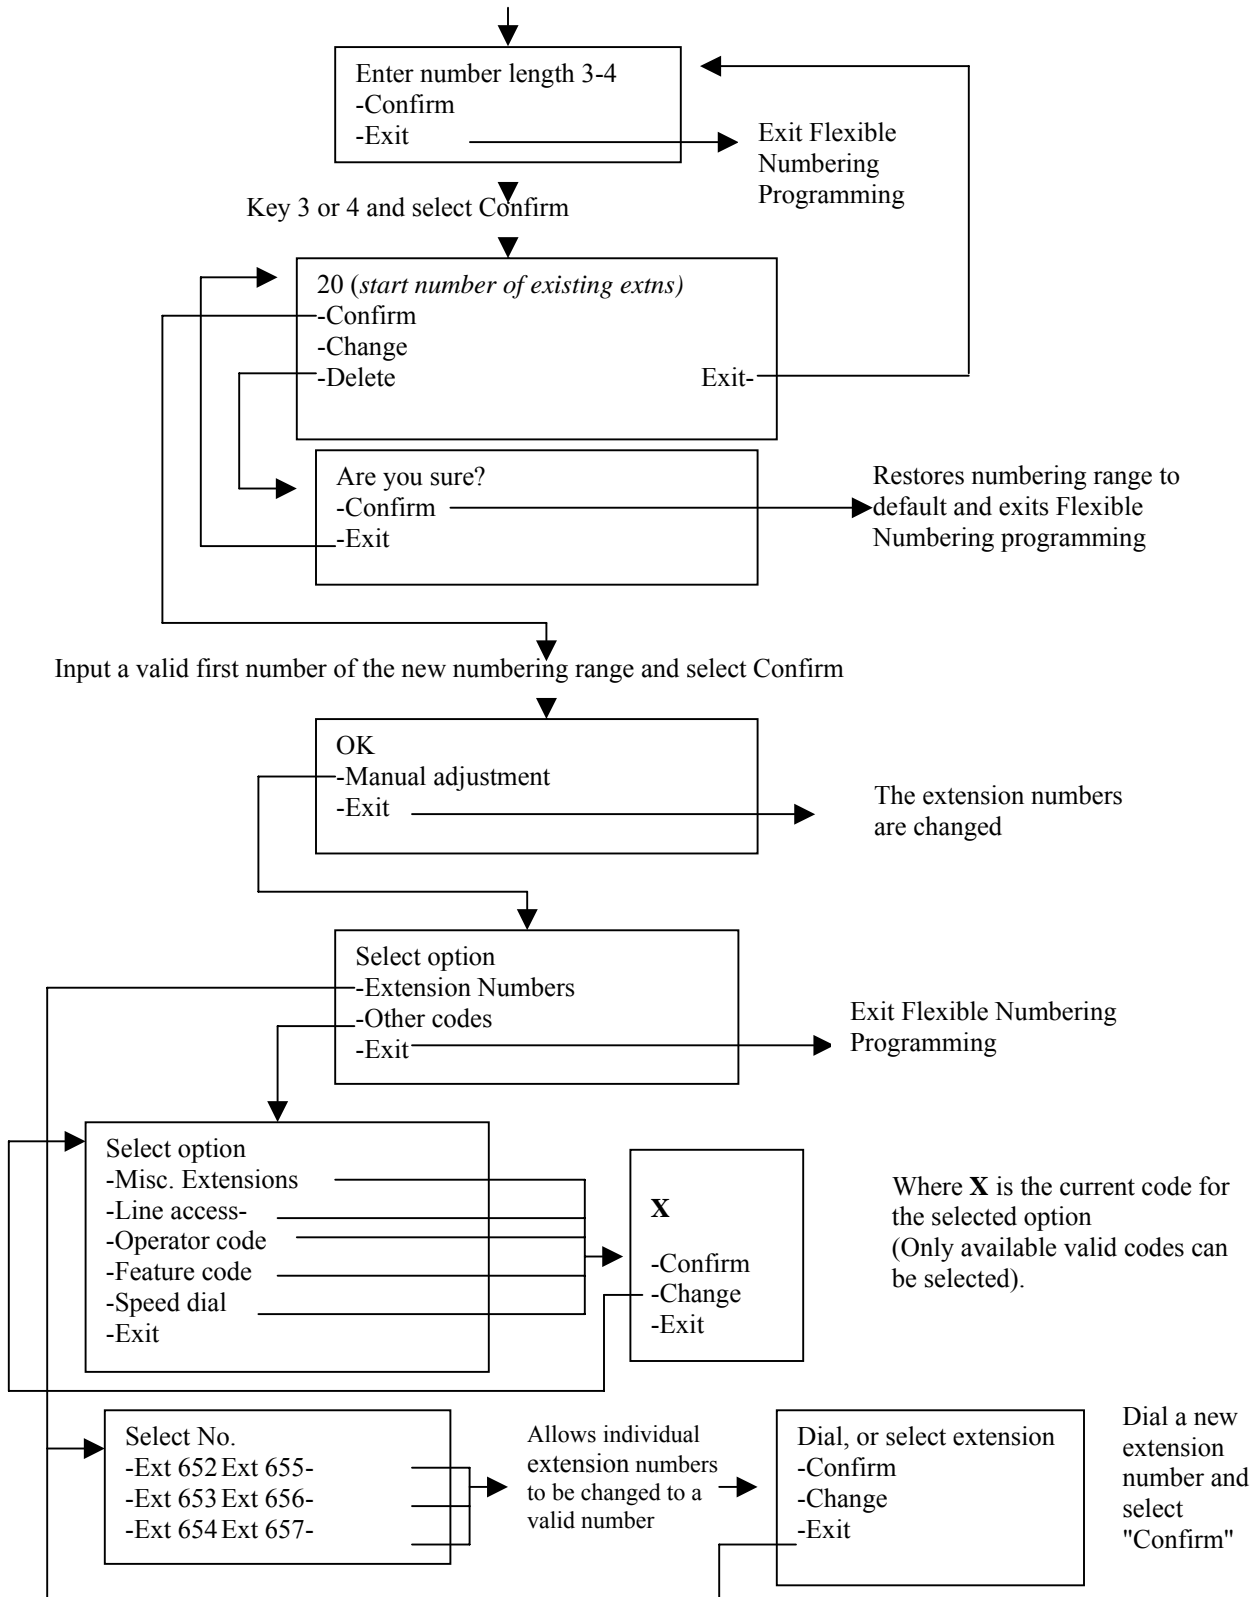 Enter number length 3-4
-Confirm
-Exit
Exit Flexible
Numbering
Programming
Key 3 or 4 and select Confirm
20 (start number of existing extns)
-Confirm
-Change
-Delete Exit-
Are you sure?
-Confirm
-Exit
Restores numbering range to
default and exits Flexible
Numbering programming
Input a valid first number of the new numbering range and select Confirm
OK
-Manual adjustment
-Exit
The extension numbers
are changed
Select option
-Extension Numbers
-Other codes
-Exit
Exit Flexible Numbering
Programming
Select option
-Misc. Extensions
-Line access-
-Operator code
-Feature code
-Speed dial
-Exit
X
-Confirm
-Change
-Exit
Where X is the current code for
the selected option
(Only available valid codes can
be selected).
Select No.
-Ext 652 Ext 655-
-Ext 653 Ext 656-
-Ext 654 Ext 657-
Allows individual
extension numbers
to be changed to a
valid number
Dial, or select extension
-Confirm
-Change
-Exit
Dial a new
extension
number and
select
"Confirm"